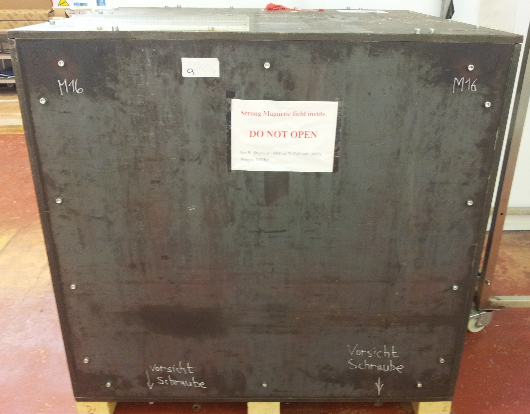 M16
9
M16
Strong Magnetic field inside
DO NOT OPEN
Vorsicht
Schraube
Vorsicht
Schraube